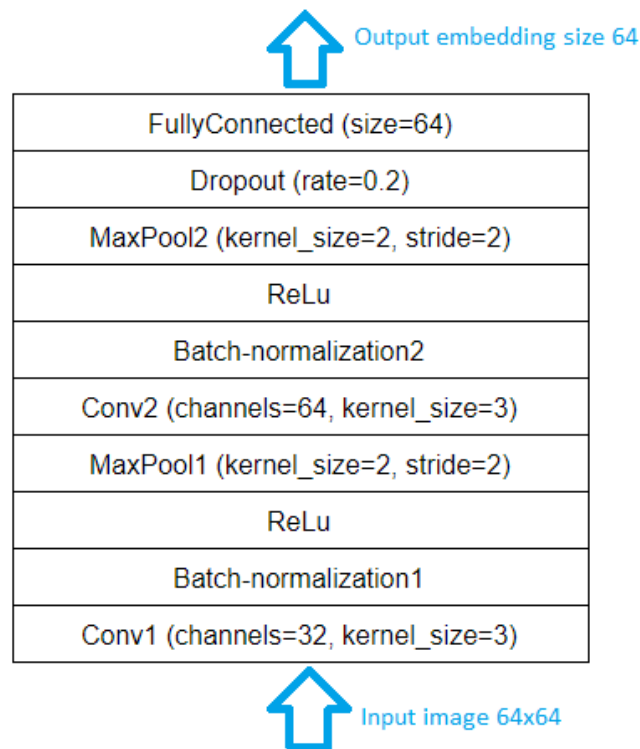 Output embedding size 64
FullyConnected (size=64)
Dropout (rate=0.2)
MaxPool2 (kernel_size=2, stride=2)
ReLu
Batch-normalization2
Conv2 (channels=64, kernel_size=3)
MaxPool1 (kernel_size=2, stride=2)
ReLu
Batch-normalization1
Conv1 (channels=32, kernel_size=3)
Input image 64x64